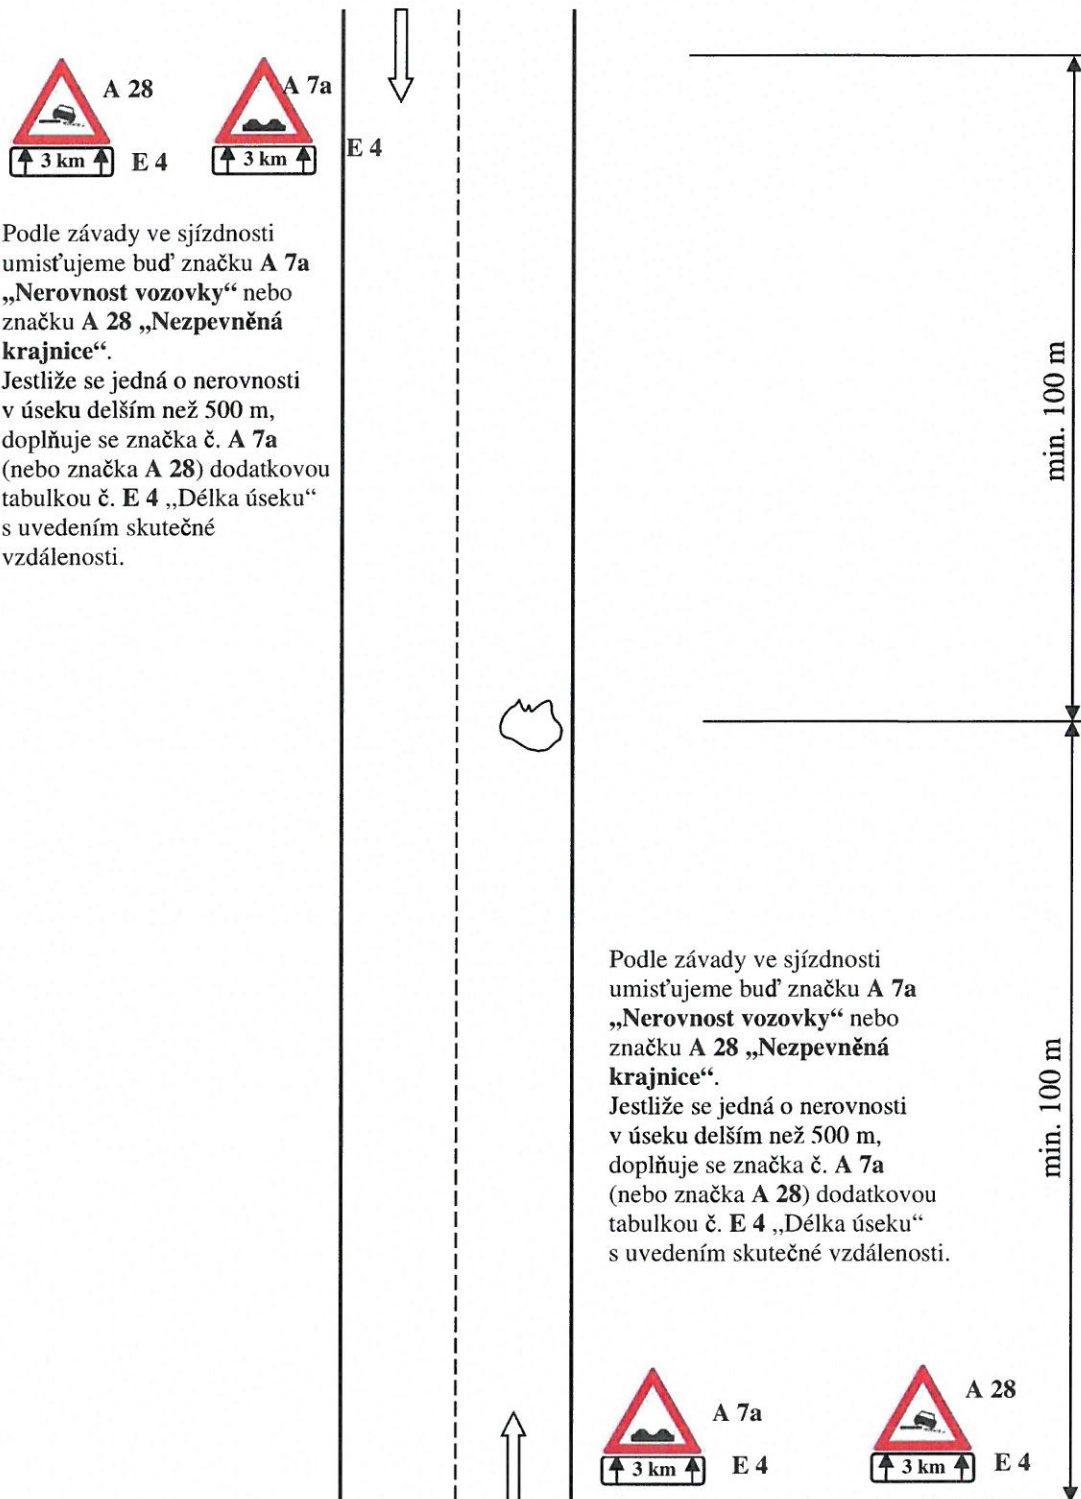 A 28
A 7a
3 km
E 4
3 km
E 4
Podle závady ve sjízdnosti
umisťujeme buď značku A 7a
„Nerovnost vozovky“ nebo
značku A 28 „Nezpevněná
krajnice“.
Jestliže se jedná o nerovnosti
v úseku delším než 500 m,
doplňuje se značka č. A 7a
(nebo značka A 28) dodatkovou
tabulkou č. E 4 „Délka úseku“
s uvedením skutečné
vzdálenosti.
min. 100 m
Podle závady ve sjízdnosti
umisťujeme buď značku A 7a
„Nerovnost vozovky“ nebo
značku A 28 „Nezpevněná
krajnice“.
Jestliže se jedná o nerovnosti
v úseku delším než 500 m,
doplňuje se značka č. A 7a
(nebo značka A 28) dodatkovou
tabulkou č. E 4 „Délka úseku“
s uvedením skutečné vzdálenosti.
min. 100 m
A 7a
A 28
3 km
E 4
3 km
E 4